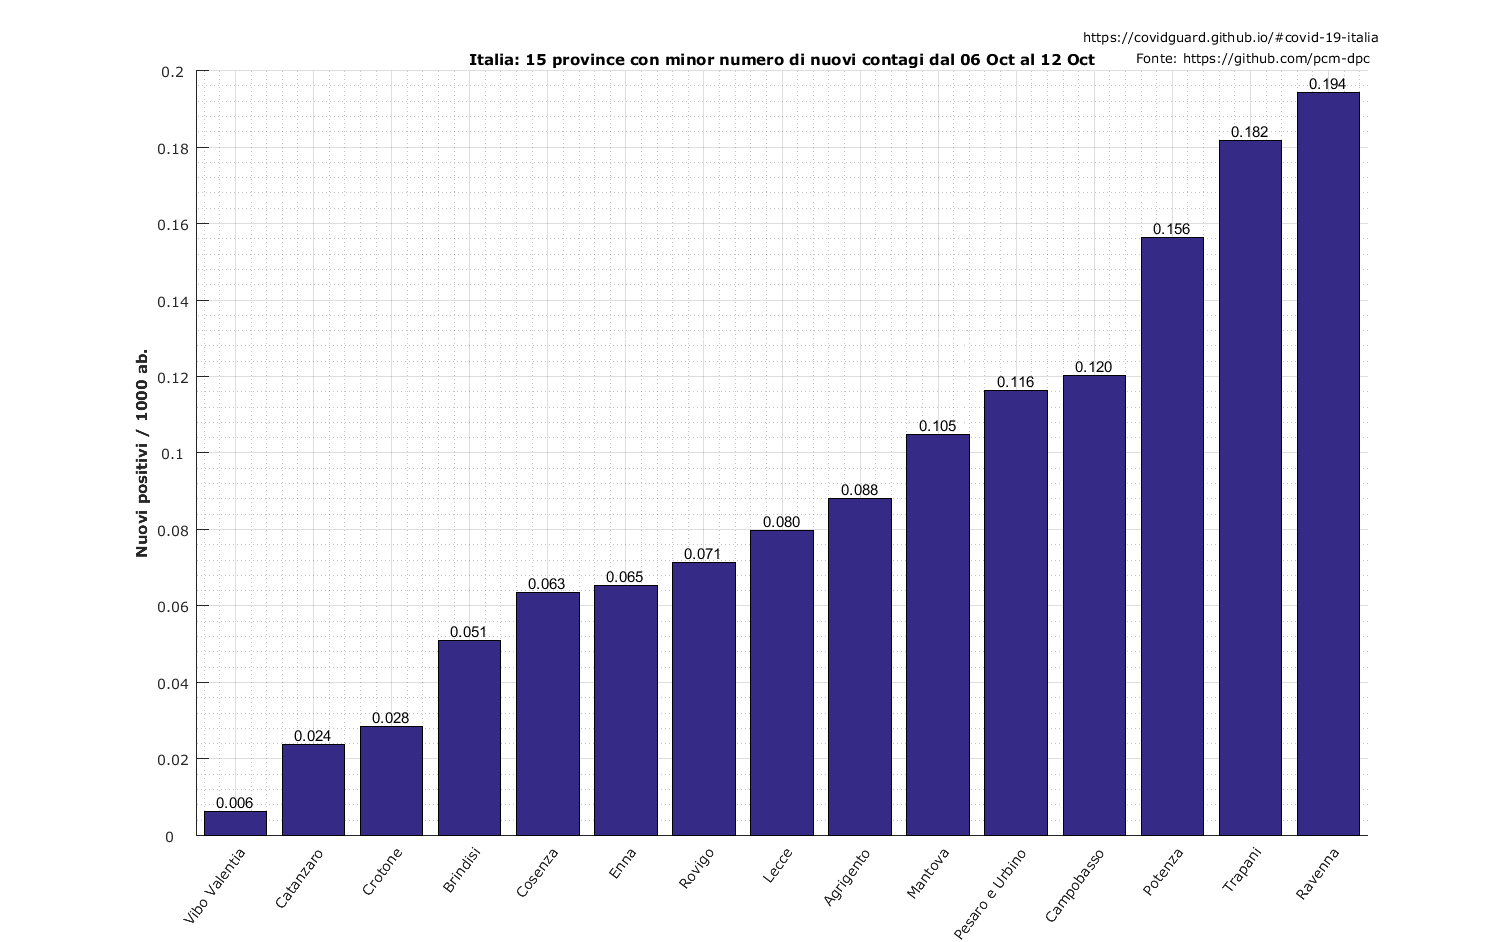 https://covidguard.github.io/#covid-19-italia
Italia: 15 province con minor numero di nuovi contagi dal 06 Oct al 12 Oct
Fonte: https://github.com/pcm-dpc
Nuovi positivi / 1000 ab.
0.2
0.18
0.16
0.14
0.12
0.1
0.08
0.06
0.04
0.02
0
0.006
0.024
0.028
0.051
0.063
0.065
0.071
0.080
0.088
0.105
0.116
0.120
0.156
0.182
0.194
Vibo Valentia
Catanzaro
Crotone
Brindisi
Cosenza
Enna
Rovigo
Lecce
Agrigento
Mantova
Pesaro e Urbino
Campobasso
Potenza
Trapani
Ravenna